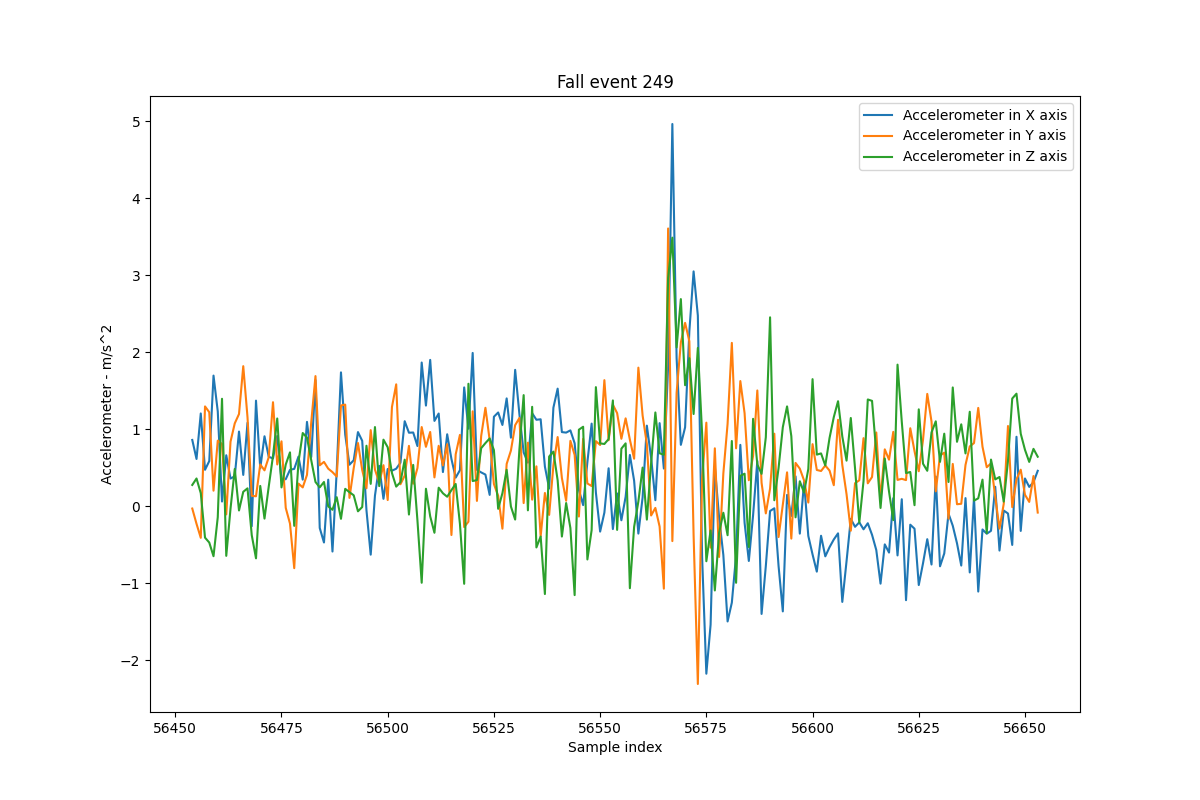 Fall event 249
Accelerometer in X axis
Accelerometer in Y axis
Accelerometer in Z axis
5
4
3
2
1
0
−1
−2
Accelerometer - m/s^2
56450 56475 56500 56525 56550 56575 56600 56625 56650
Sample index